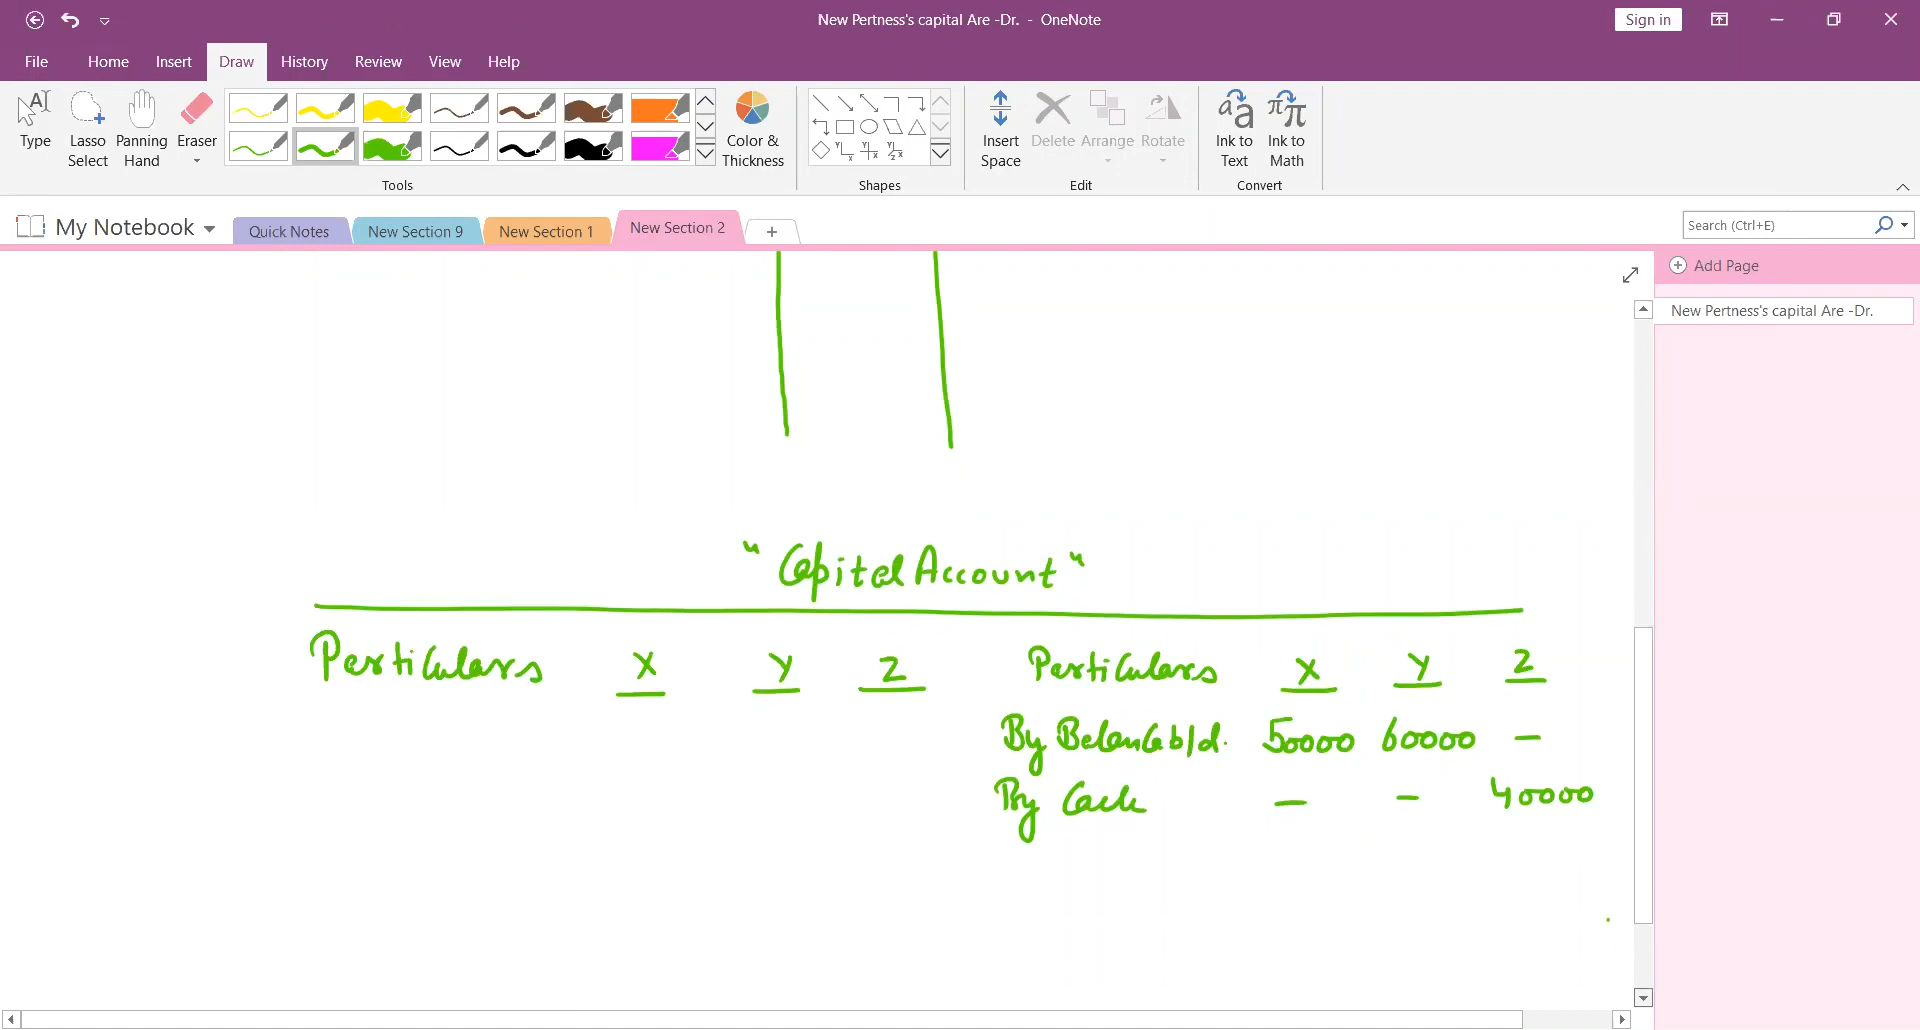 New Pertness's capital Are -Dr. - OneNote
Sign in
File Home Insert Draw History Review View Help
Type
Lasso Select
Panning Hand
Eraser
Color & Thickness
Insert Space
Delete
Arrange
Rotate
Ink to Text
Ink to Math
Tools Shapes Edit Convert
My Notebook Quick Notes New Section 9 New Section 1 New Section 2 +
Search (Ctrl+E)
Add Page
New Pertness's capital Are -Dr.
"Capital Account"
Particulars X Y Z Particulars X Y Z
By Balance b/d. 50000 60000 -
By Cash - - 40000